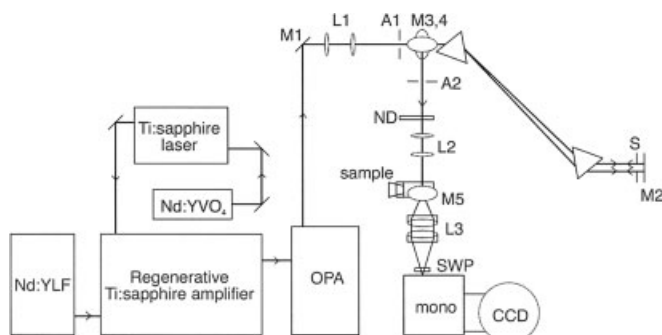 L1
A1
M3,4
M1
A2
ND
Ti:sapphire
laser
L2
S
sample
M5
M2
Nd:YVO₄
L3
Nd:YLF
Regenerative
Ti:sapphire amplifier
OPA
SWP
mono
CCD